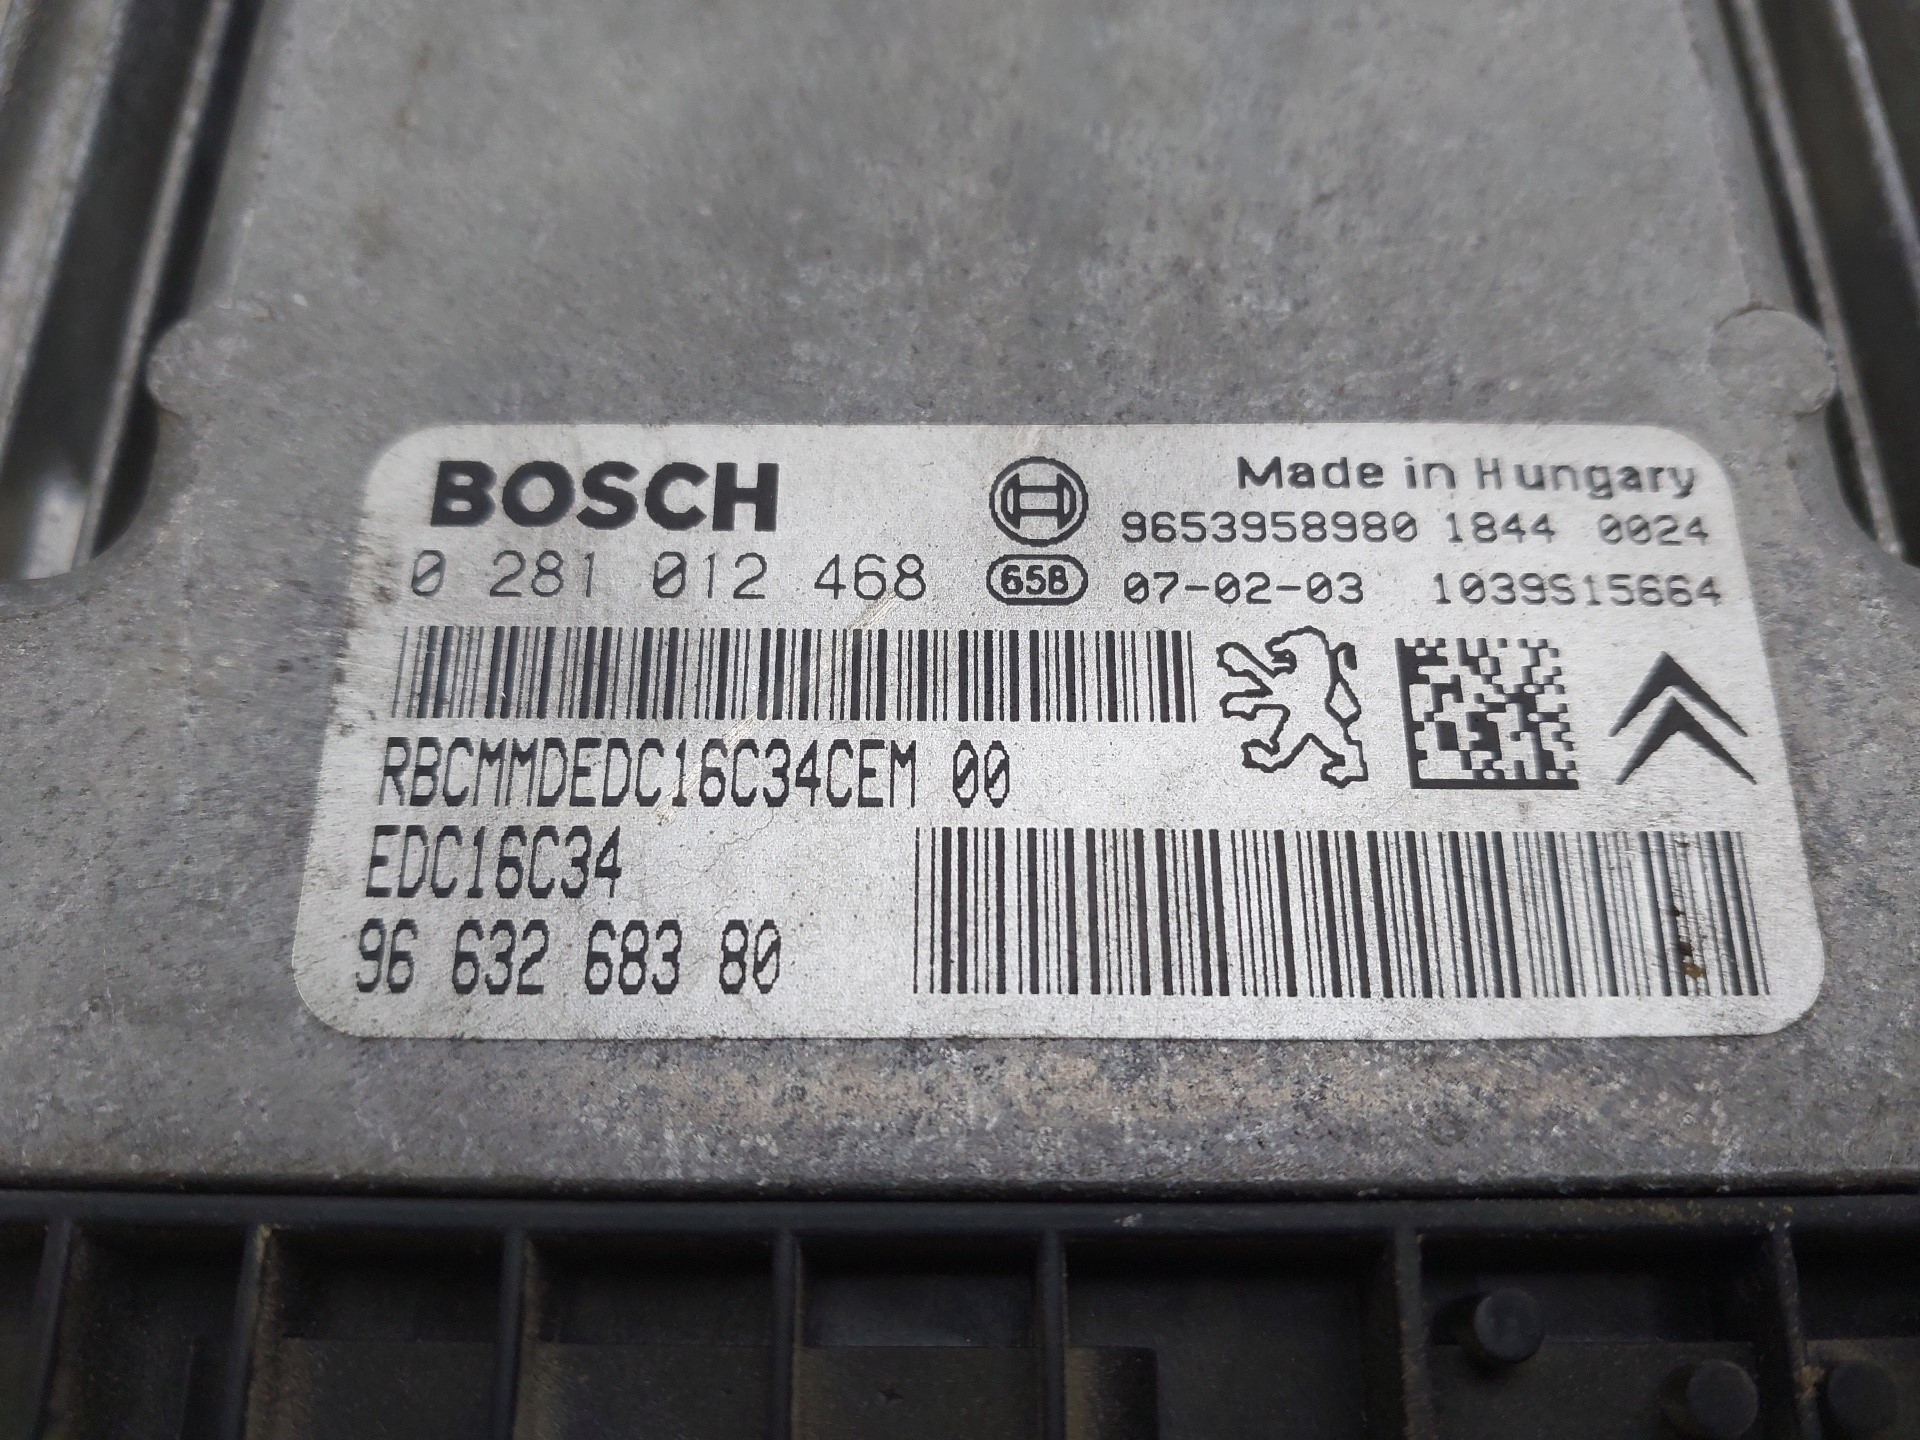 BOSCH
Made in Hungary
9653958980 1844 0024
0 281 012 468
65B 07-02-03 1039S15664
RBCMMDEDC16C34CEM 00
EDC16C34
96 632 683 80